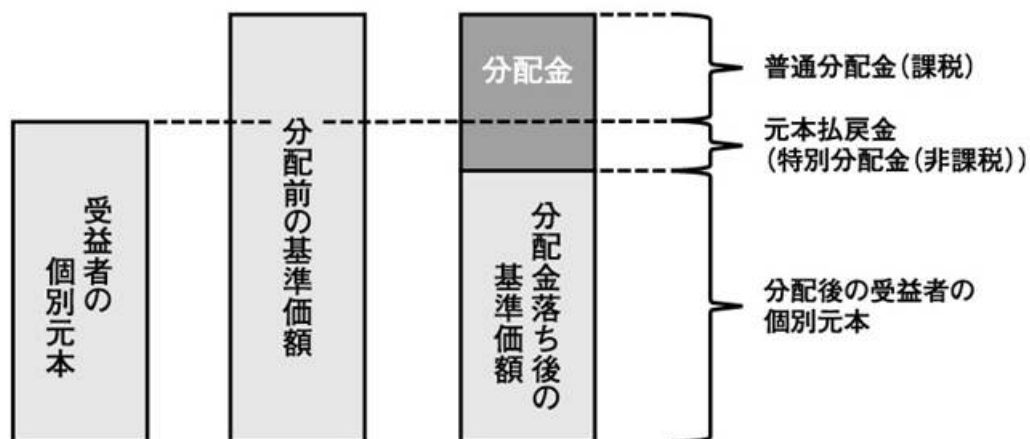 受益者の
個別元本
分配前の基準価額
分配金
分配金落ち後の
基準価額
普通分配金(課税)
元本払戻金
(特別分配金(非課税))
分配後の受益者の
個別元本